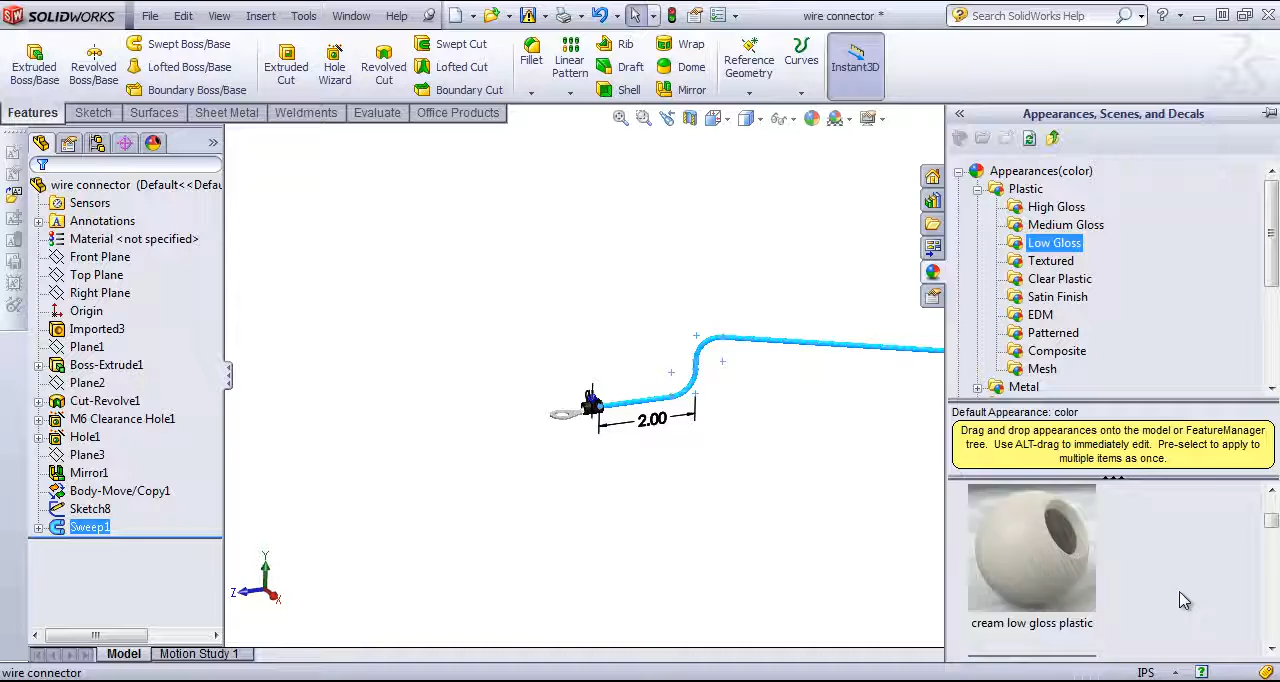 SOLIDWORKS File Edit View Insert Tools Window Help wire connector * Search SolidWorks Help
Extruded Boss/Base
Revolved Boss/Base
Swept Boss/Base
Lofted Boss/Base
Boundary Boss/Base
Extruded Cut
Hole Wizard
Revolved Cut
Swept Cut
Lofted Cut
Boundary Cut
Fillet
Linear Pattern
Rib
Draft
Shell
Wrap
Dome
Mirror
Reference Geometry
Curves
Instant3D
Features Sketch Surfaces Sheet Metal Weldments Evaluate Office Products
wire connector (Default<<Defau
Sensors
Annotations
Material <not specified>
Front Plane
Top Plane
Right Plane
Origin
Imported3
Plane1
Boss-Extrude1
Plane2
Cut-Revolve1
M6 Clearance Hole1
Hole1
Plane3
Mirror1
Body-Move/Copy1
Sketch8
Sweep1
2.00
Y
Z
X
Appearances, Scenes, and Decals
Appearances(color)
Plastic
High Gloss
Medium Gloss
Low Gloss
Textured
Clear Plastic
Satin Finish
EDM
Patterned
Composite
Mesh
Metal
Default Appearance: color
Drag and drop appearances onto the model or FeatureManager
tree. Use ALT-drag to immediately edit. Pre-select to apply to
multiple items as once.
cream low gloss plastic
Model Motion Study 1
wire connector IPS